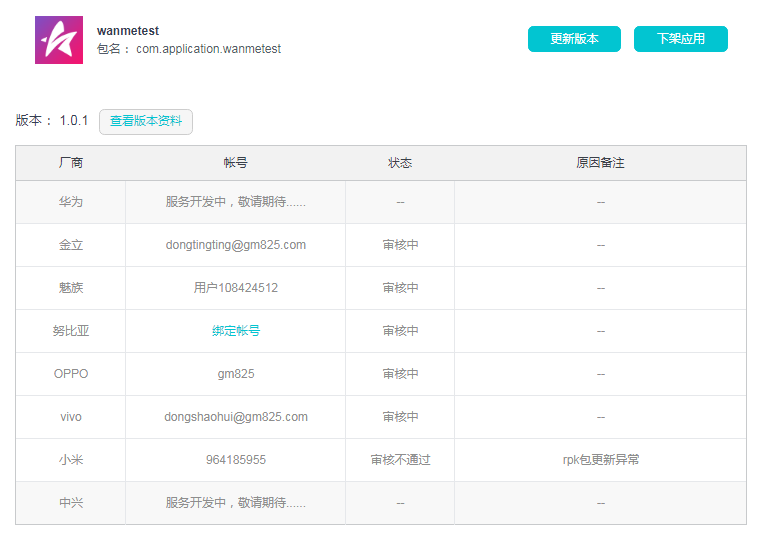 wanmetest
包名： com.application.wanmetest
更新版本 下架应用
版本： 1.0.1 查看版本资料
厂商 帐号 状态 原因备注
华为 服务开发中，敬请期待...... -- --
金立 dongtingting@gm825.com 审核中 --
魅族 用户108424512 审核中 --
努比亚 绑定帐号 审核中 --
OPPO gm825 审核中 --
vivo dongshaohui@gm825.com 审核中 --
小米 964185955 审核不通过 rpk包更新异常
中兴 服务开发中，敬请期待...... -- --